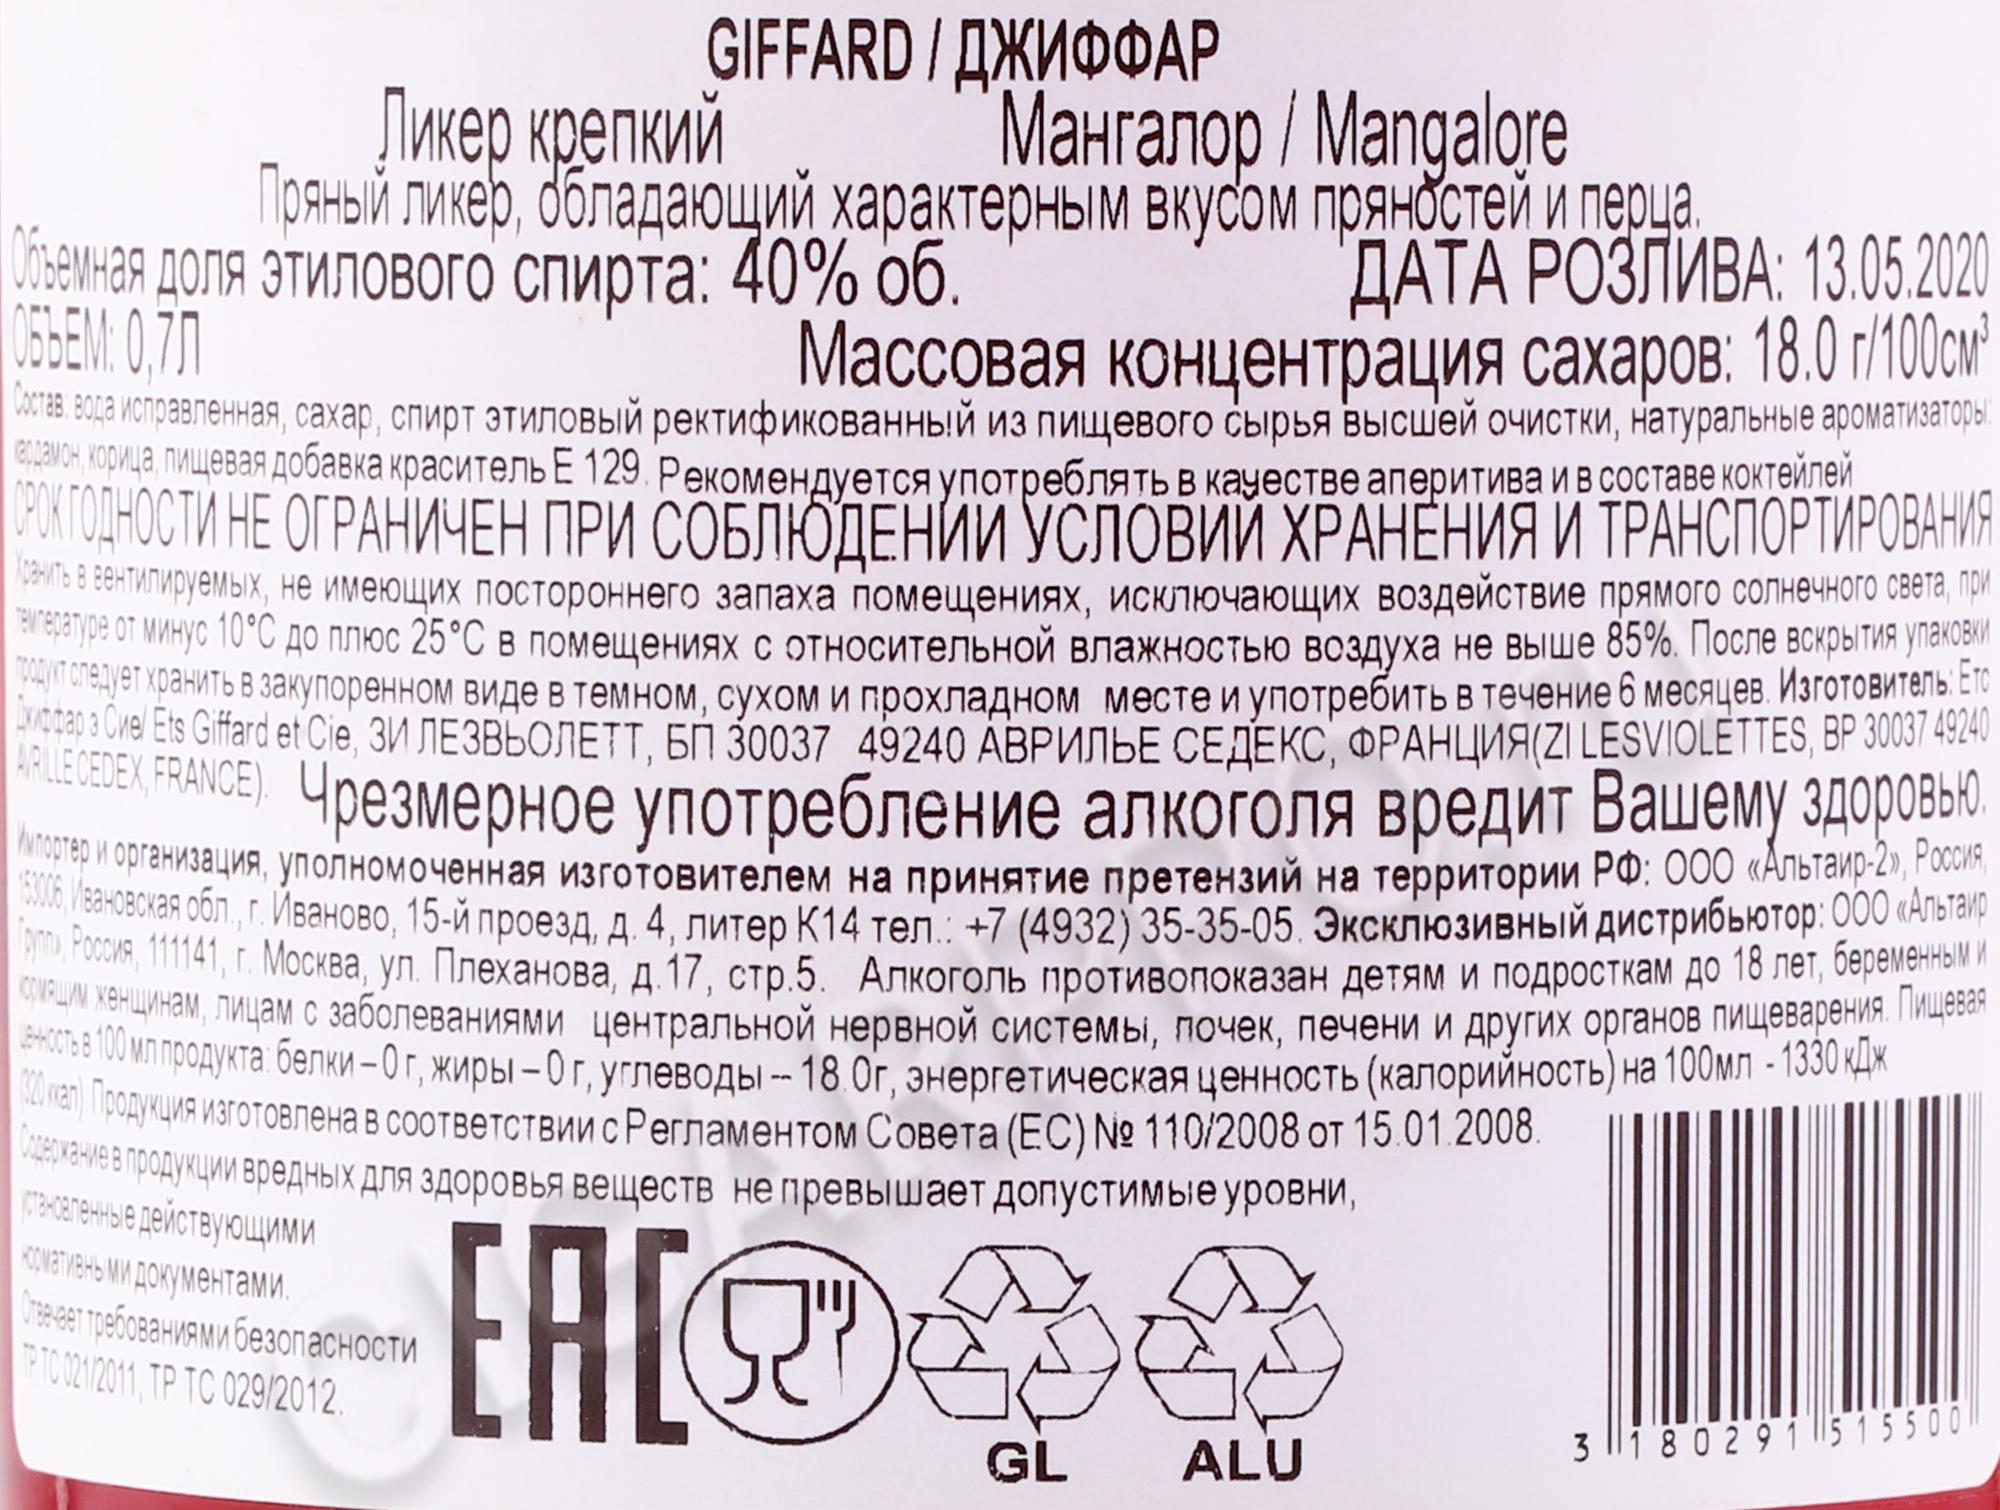 GIFFARD / ДЖИФФАР
Ликер крепкий Мангалор / Mangalore
Пряный ликер, обладающий характерным вкусом пряностей и перца.
Объемная доля этилового спирта: 40% об. ДАТА РОЗЛИВА: 13.05.2020
ОБЪЕМ: 0,7Л Массовая концентрация сахаров: 18.0 г/100см³
Состав: вода исправленная, сахар, спирт этиловый ректификованный из пищевого сырья высшей очистки, натуральные ароматизаторы:
кардамон, корица, пищевая добавка краситель Е 129. Рекомендуется употреблять в качестве аперитива и в составе коктейлей
СРОК ГОДНОСТИ НЕ ОГРАНИЧЕН ПРИ СОБЛЮДЕНИИ УСЛОВИЙ ХРАНЕНИЯ И ТРАНСПОРТИРОВАНИЯ
Хранить в вентилируемых, не имеющих постороннего запаха помещениях, исключающих воздействие прямого солнечного света, при
температуре от минус 10°C до плюс 25°C в помещениях с относительной влажностью воздуха не выше 85%. После вскрытия упаковки
продукт следует хранить в закупоренном виде в темном, сухом и прохладном месте и употребить в течение 6 месяцев. Изготовитель: Етс
Джиффар э Сие/ Ets Giffard et Cie, ЗИ ЛЕЗВЬОЛЕТТ, БП 30037 49240 АВРИЛЬЕ СЕДЕКС, ФРАНЦИЯ(ZI LESVIOLETTES, BP 30037 49240
AVRILLE CEDEX, FRANCE). Чрезмерное употребление алкоголя вредит Вашему здоровью.
Импортер и организация, уполномоченная изготовителем на принятие претензий на территории РФ: ООО «Альтаир-2», Россия,
153006, Ивановская обл., г. Иваново, 15-й проезд, д. 4, литер К14 тел.: +7 (4932) 35-35-05. Эксклюзивный дистрибьютор: ООО «Альтаир
Групп», Россия, 111141, г. Москва, ул. Плеханова, д.17, стр.5. Алкоголь противопоказан детям и подросткам до 18 лет, беременным и
кормящим женщинам, лицам с заболеваниями центральной нервной системы, почек, печени и других органов пищеварения. Пищевая
ценность в 100 мл продукта: белки – 0 г, жиры – 0 г, углеводы – 18.0г, энергетическая ценность (калорийность) на 100мл - 1330 кДж
(320 ккал) Продукция изготовлена в соответствии с Регламентом Совета (ЕС) № 110/2008 от 15.01.2008.
Содержание в продукции вредных для здоровья веществ не превышает допустимые уровни,
установленные действующими
нормативными документами.
Отвечает требованиями безопасности
ТР ТС 021/2011, ТР ТС 029/2012.
EAC
GL ALU
3 180291 515500
CIGARPRO.ru